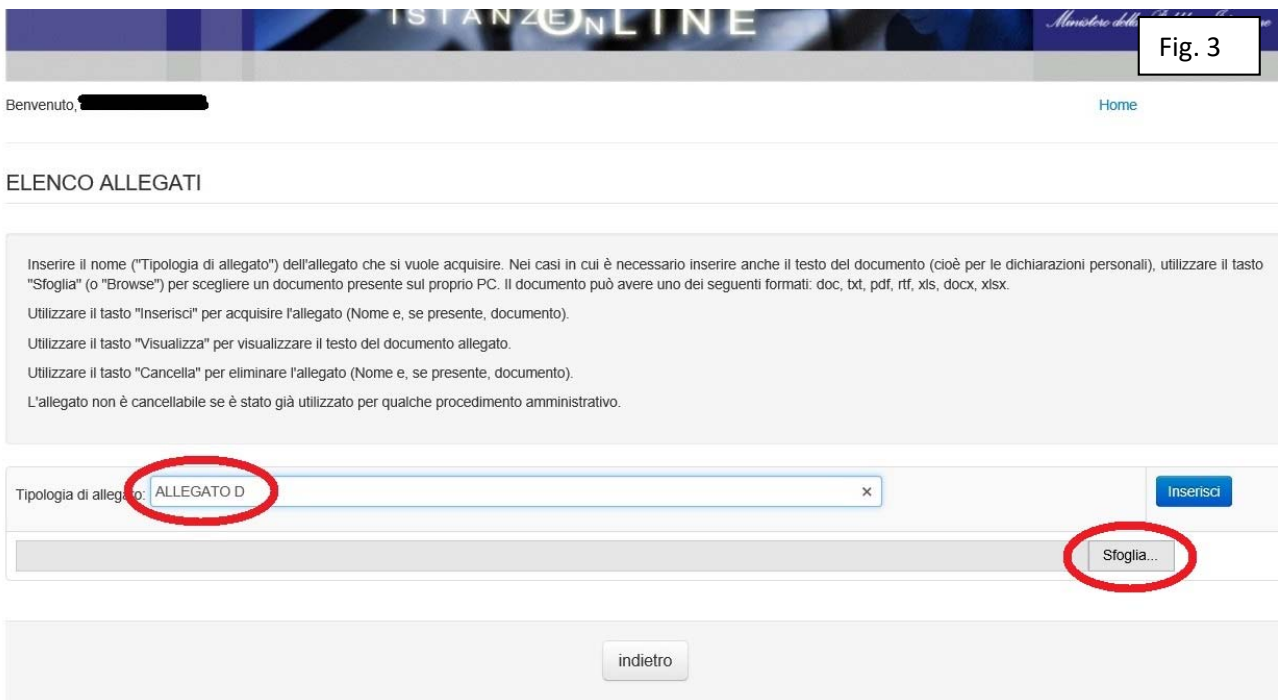 ISTANZE ONLINE
Ministero della
Fig. 3
Benvenuto,
Home
ELENCO ALLEGATI
Inserire il nome ("Tipologia di allegato") dell'allegato che si vuole acquisire. Nei casi in cui è necessario inserire anche il testo del documento (cioè per le dichiarazioni personali), utilizzare il tasto
"Sfoglia" (o "Browse") per scegliere un documento presente sul proprio PC. Il documento può avere uno dei seguenti formati: doc, txt, pdf, rtf, xls, docx, xlsx.
Utilizzare il tasto "Inserisci" per acquisire l'allegato (Nome e, se presente, documento).
Utilizzare il tasto "Visualizza" per visualizzare il testo del documento allegato.
Utilizzare il tasto "Cancella" per eliminare l'allegato (Nome e, se presente, documento).
L'allegato non è cancellabile se è stato già utilizzato per qualche procedimento amministrativo.
Tipologia di allegato: ALLEGATO D × Inserisci
Sfoglia...
indietro